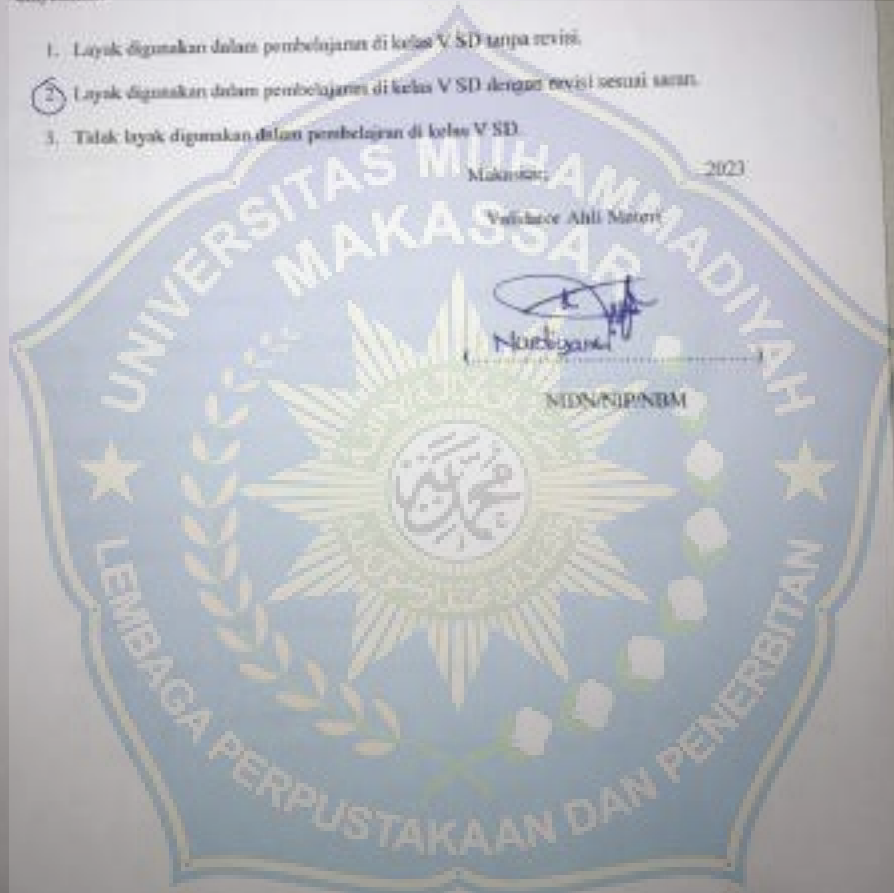 1. Layak digunakan dalam pembelajaran di kelas V SD tanpa revisi.
2. Layak digunakan dalam pembelajaran di kelas V SD dengan revisi sesuai saran.
3. Tidak layak digunakan dalam pembelajran di kelas V SD.
Makassar, 2023
Validator Ahli Materi
(
)
NIDN/NIP/NBM
UNIVERSITAS MUHAMMADIYAH
MAKASSAR
LEMBAGA PERPUSTAKAAN DAN PENERBITAN